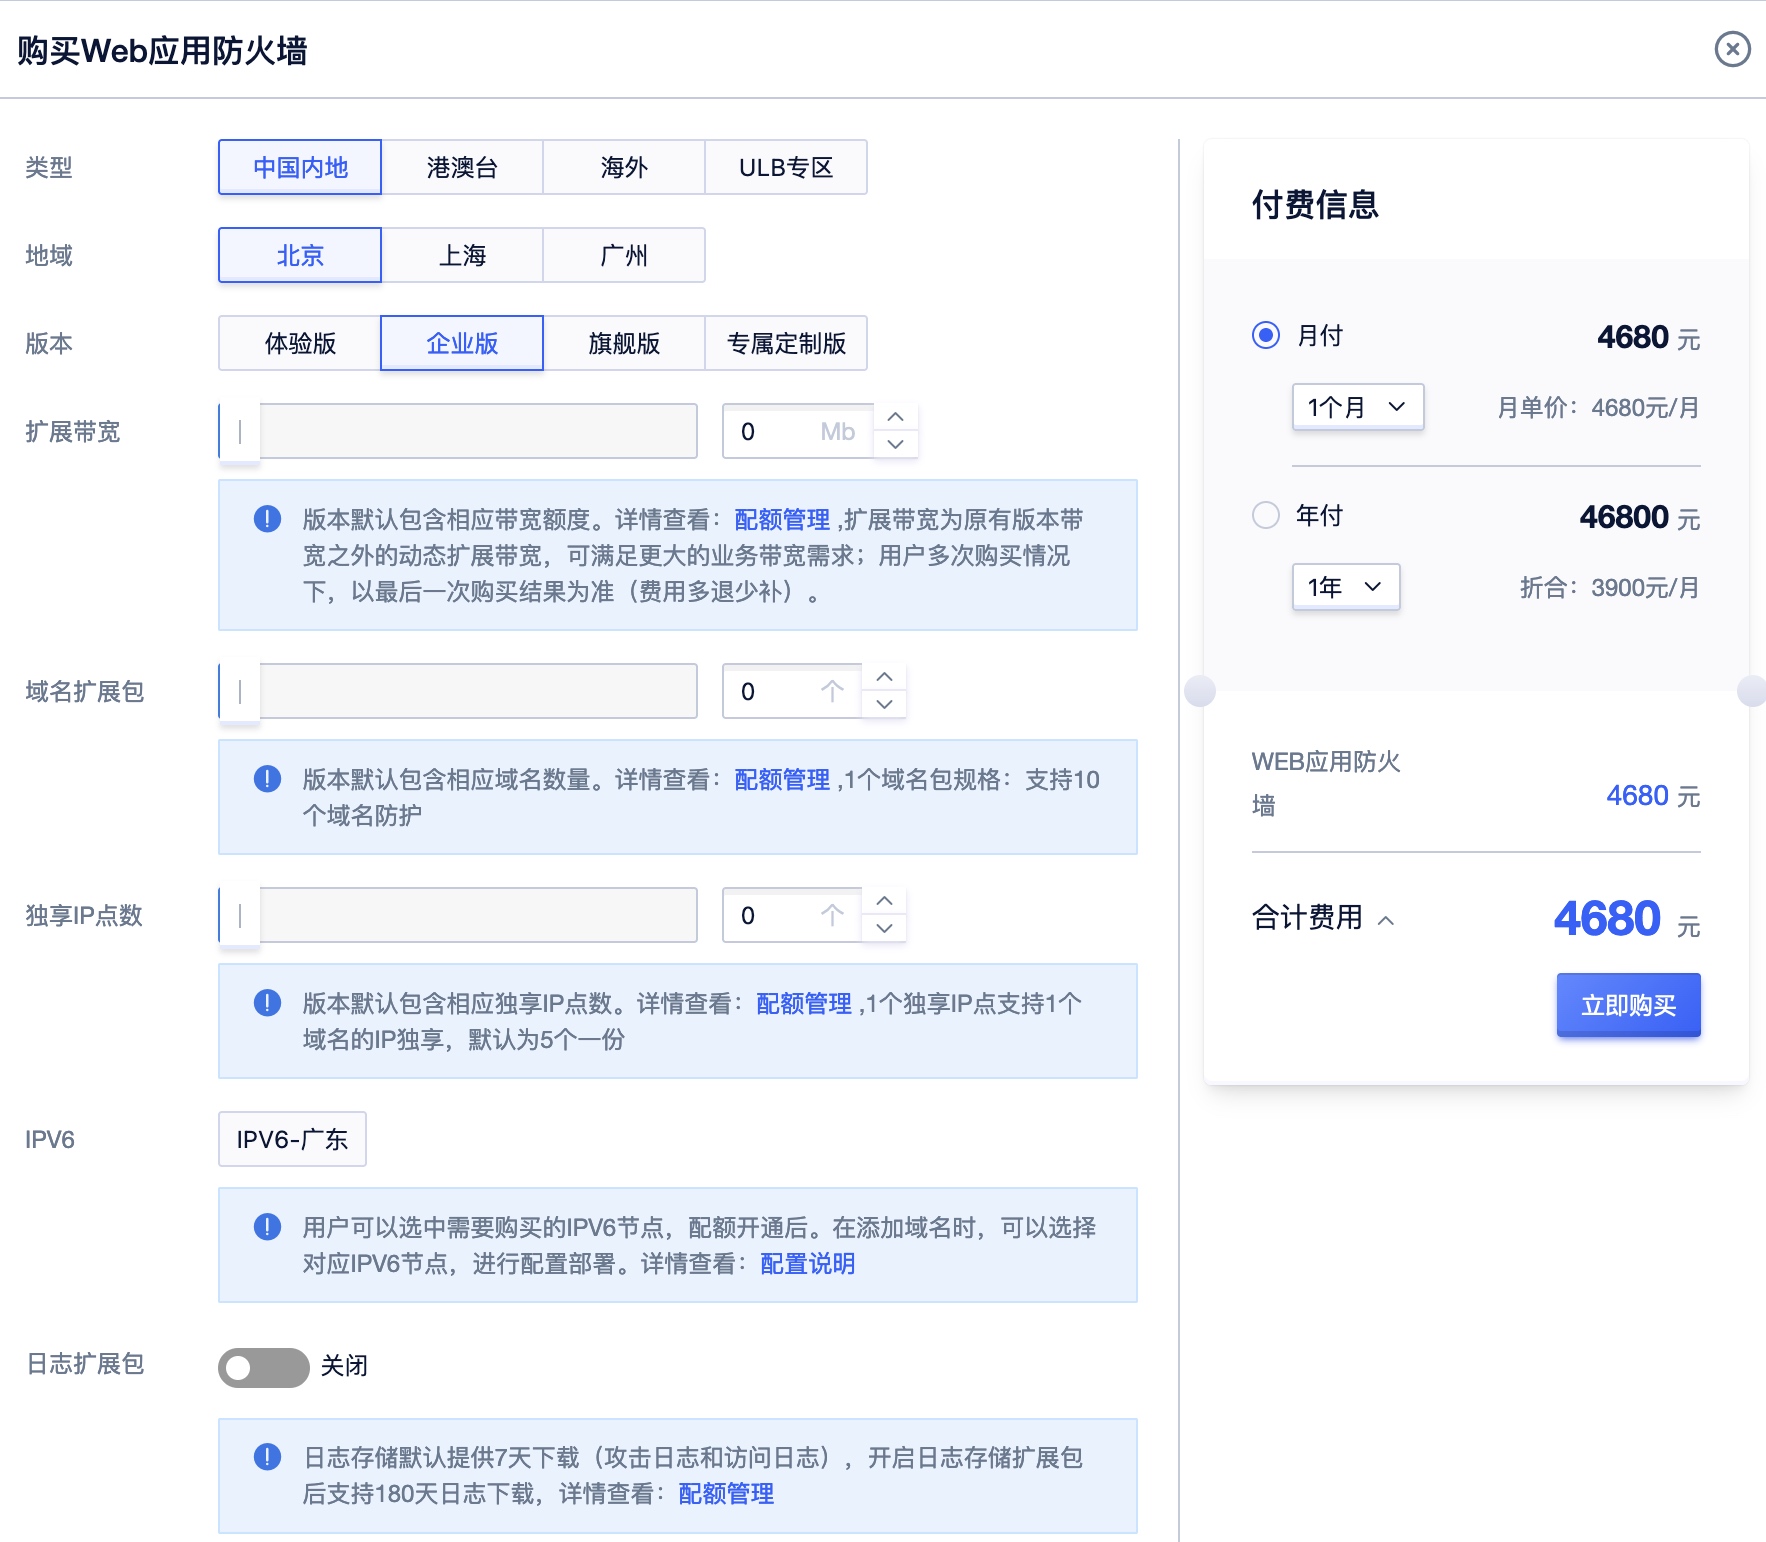 购买Web应用防火墙
类型
中国内地 港澳台 海外 ULB专区
地域
北京 上海 广州
版本
体验版 企业版 旗舰版 专属定制版
扩展带宽
0 Mb
版本默认包含相应带宽额度。详情查看：配额管理 ,扩展带宽为原有版本带
宽之外的动态扩展带宽，可满足更大的业务带宽需求；用户多次购买情况
下，以最后一次购买结果为准（费用多退少补）。
域名扩展包
0 个
版本默认包含相应域名数量。详情查看：配额管理 ,1个域名包规格：支持10
个域名防护
独享IP点数
0 个
版本默认包含相应独享IP点数。详情查看：配额管理 ,1个独享IP点支持1个
域名的IP独享，默认为5个一份
IPV6
IPV6-广东
用户可以选中需要购买的IPV6节点，配额开通后。在添加域名时，可以选择
对应IPV6节点，进行配置部署。详情查看：配置说明
日志扩展包
关闭
日志存储默认提供7天下载（攻击日志和访问日志），开启日志存储扩展包
后支持180天日志下载，详情查看：配额管理
付费信息
月付 4680 元
1个月 月单价：4680元/月
年付 46800 元
1年 折合：3900元/月
WEB应用防火
墙
4680 元
合计费用 4680 元
立即购买